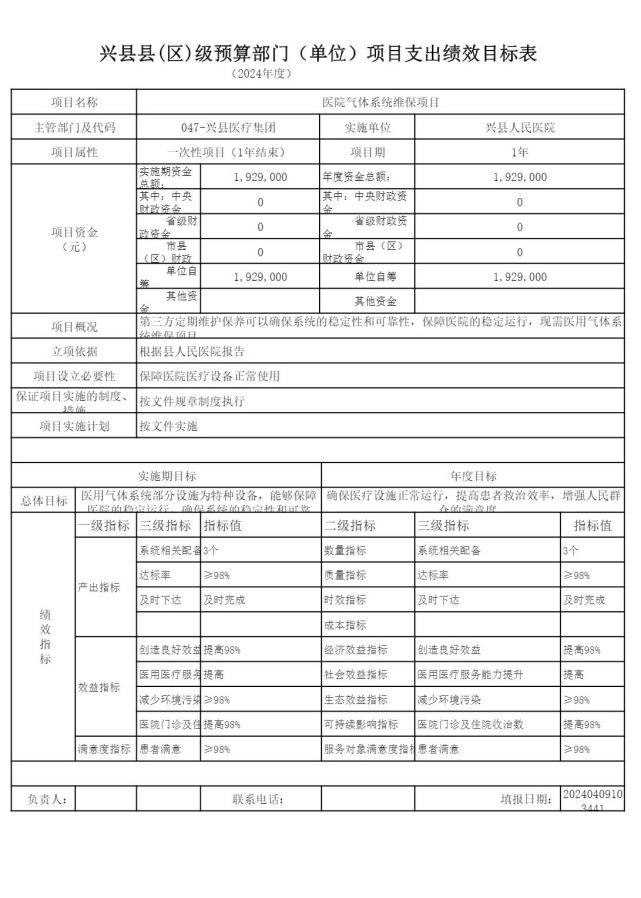 兴县县(区)级预算部门（单位）项目支出绩效目标表
（2024年度）
项目名称 医院气体系统维保项目
主管部门及代码 047-兴县医疗集团 实施单位 兴县人民医院
项目属性 一次性项目（1年结束） 项目期 1年
项目资金（元） 实施期资金总额： 1,929,000 年度资金总额： 1,929,000
其中：中央财政资金 0 其中：中央财政资金 0
省级财政资金 0 省级财政资金 0
市县（区）财政 0 市县（区）财政资金 0
单位自筹 1,929,000 单位自筹 1,929,000
其他资金 其他资金
项目概况 第三方定期维护保养可以确保系统的稳定性和可靠性，保障医院的稳定运行，现需医用气体系统维保项目
立项依据 根据县人民医院报告
项目设立必要性 保障医院医疗设备正常使用
保证项目实施的制度、措施 按文件规章制度执行
项目实施计划 按文件实施
实施期目标 年度目标
总体目标 医用气体系统部分设施为特种设备，能够保障医院的稳定运行，确保系统的稳定性和可靠 确保医疗设施正常运行，提高患者救治效率，增强人民群众的满意度
绩效指标 一级指标 三级指标 指标值 二级指标 三级指标 指标值
产出指标 系统相关配备 3个 数量指标 系统相关配备 3个
达标率 ≥98% 质量指标 达标率 ≥98%
及时下达 及时完成 时效指标 及时下达 及时完成
成本指标
效益指标 创造良好效益 提高98% 经济效益指标 创造良好效益 提高98%
医用医疗服务 提高 社会效益指标 医用医疗服务能力提升 提高
减少环境污染 ≥98% 生态效益指标 减少环境污染 ≥98%
医院门诊及住 提高98% 可持续影响指标 医院门诊及住院收治数 提高98%
满意度指标 患者满意 ≥98% 服务对象满意度指标 患者满意 ≥98%
负责人： 联系电话： 填报日期： 20240409103441